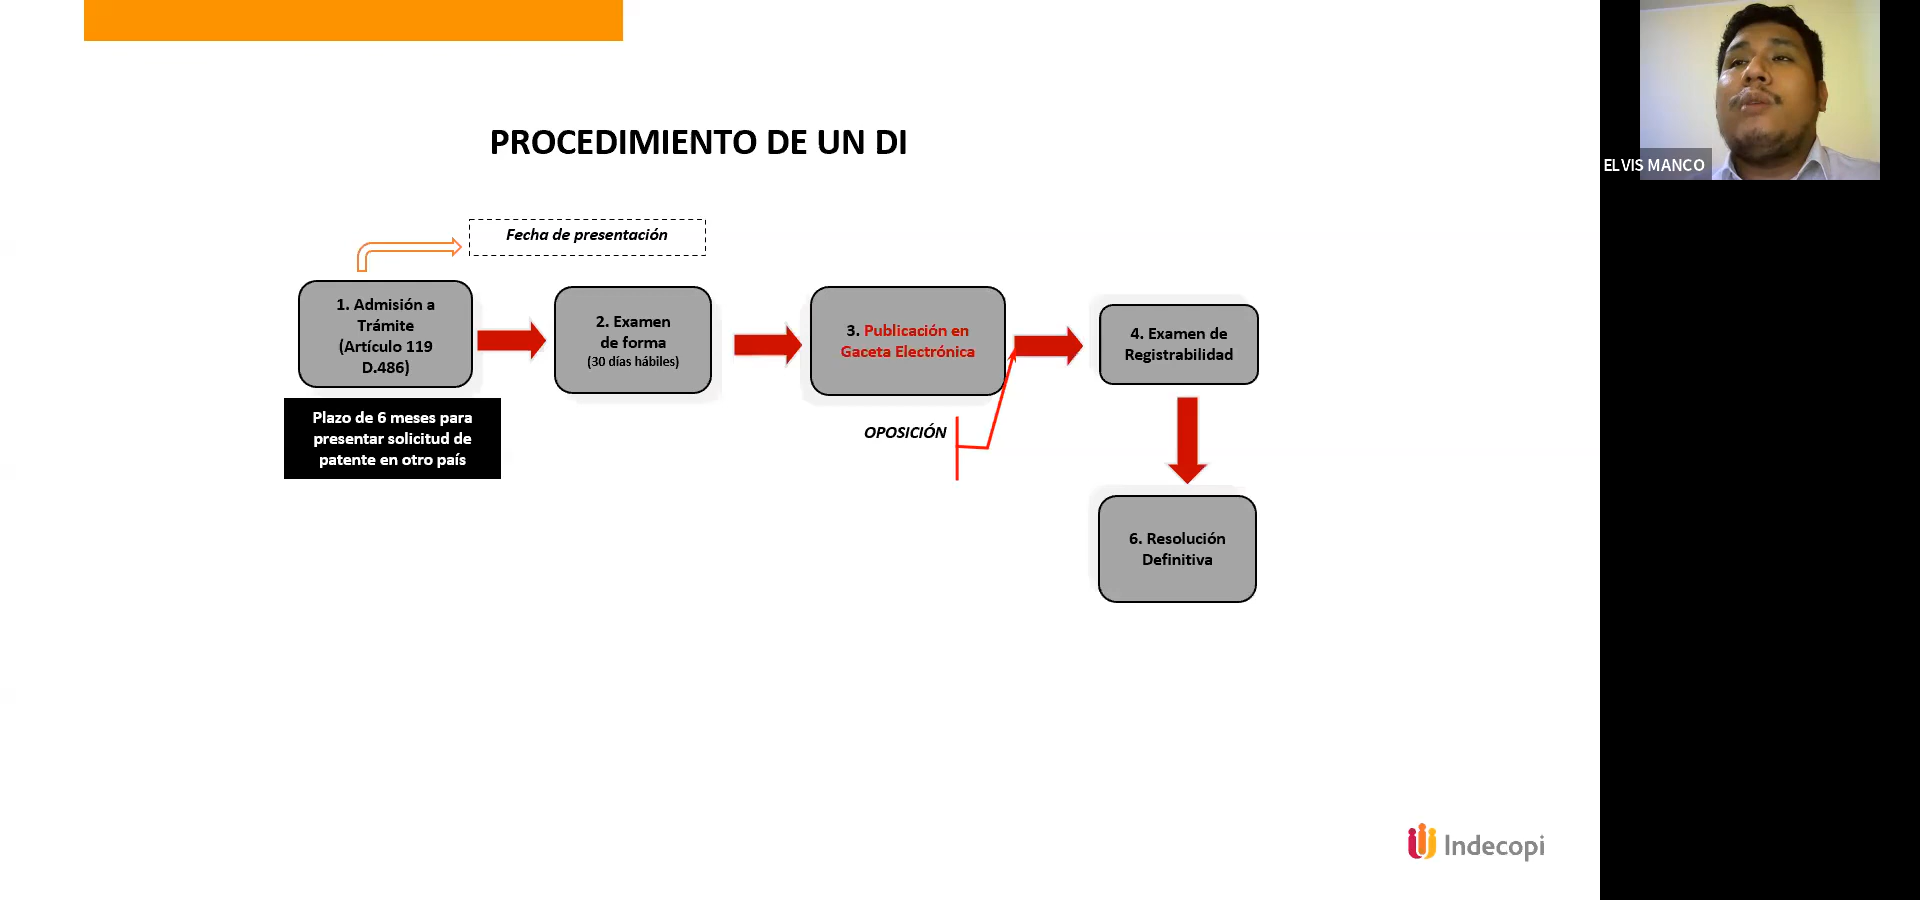 PROCEDIMIENTO DE UN DI
ELVIS MANCO
Fecha de presentación
1. Admisión a
Trámite
(Artículo 119
D.486)
2. Examen
de forma
(30 días hábiles)
3. Publicación en
Gaceta Electrónica
4. Examen de
Registrabilidad
Plazo de 6 meses para
presentar solicitud de
patente en otro país
OPOSICIÓN
6. Resolución
Definitiva
Indecopi